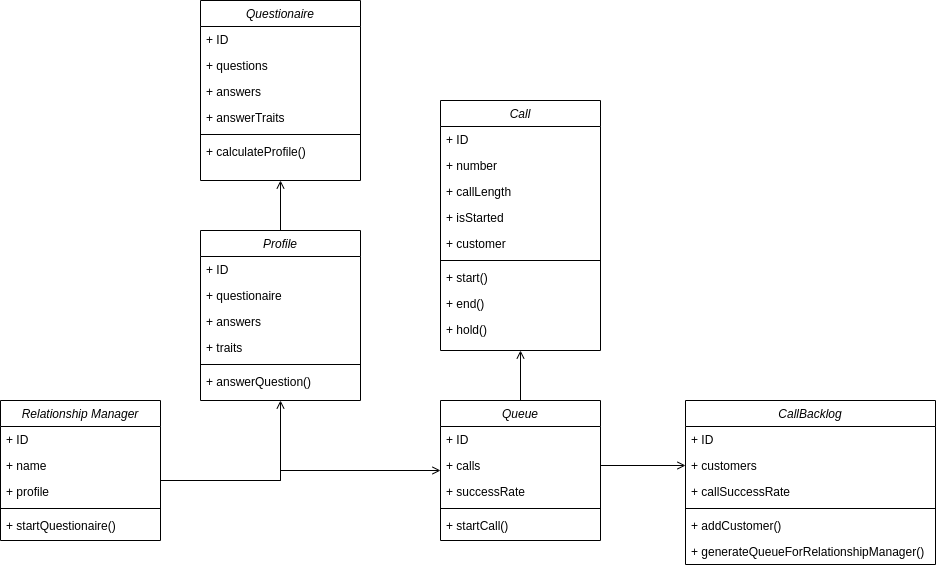 Questionaire
+ ID
+ questions
+ answers
+ answerTraits
+ calculateProfile()
Call
+ ID
+ number
+ callLength
+ isStarted
+ customer
+ start()
+ end()
+ hold()
Profile
+ ID
+ questionaire
+ answers
+ traits
+ answerQuestion()
Relationship Manager
+ ID
+ name
+ profile
+ startQuestionaire()
Queue
+ ID
+ calls
+ successRate
+ startCall()
CallBacklog
+ ID
+ customers
+ callSuccessRate
+ addCustomer()
+ generateQueueForRelationshipManager()